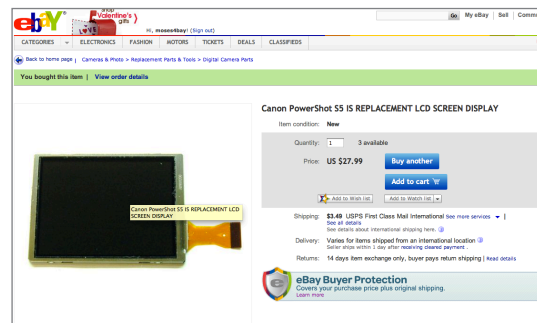 ebay
shop
Valentine's ⟩
gifts
LOVE
Hi, moses4bay! (Sign out)
Go My eBay | Sell | Comm
CATEGORIES ELECTRONICS FASHION MOTORS TICKETS DEALS CLASSIFIEDS
Back to home page | Cameras & Photo > Replacement Parts & Tools > Digital Camera Parts
You bought this item | View order details
Canon PowerShot S5 IS REPLACEMENT LCD SCREEN DISPLAY
Item condition: New
Quantity: 1 3 available
Price: US $27.99 Buy another
Add to cart
Add to Wish list Add to Watch list
Canon PowerShot S5 IS REPLACEMENT LCD
SCREEN DISPLAY
Shipping: $3.49 USPS First Class Mail International See more services |
See all details
See details about international shipping here.
Delivery: Varies for items shipped from an international location
Seller ships within 1 day after receiving cleared payment.
Returns: 14 days item exchange only, buyer pays return shipping | Read details
eBay Buyer Protection
Covers your purchase price plus original shipping.
Learn more